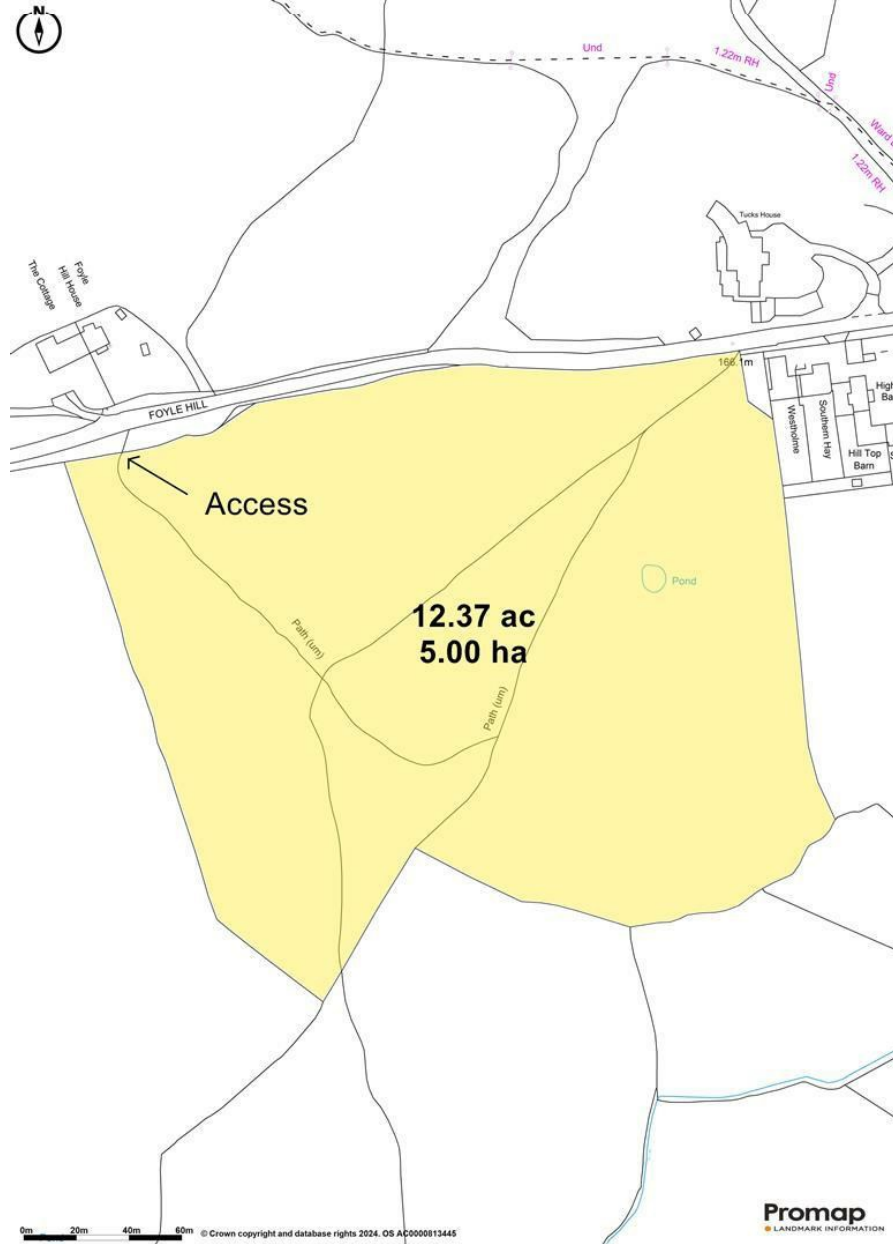 N
Und
1.22m RH
Und
1.22m RH
Tucks House
Foyle
Hill House
The Cottage
FOYLE HILL
166.1m
Westholme
Southern Hay
Hill Top
Barn
Access
Pond
12.37 ac
5.00 ha
Path (um)
Path (um)
0m 20m 40m 60m
© Crown copyright and database rights 2024. OS AC0000813445
Promap
LANDMARK INFORMATION